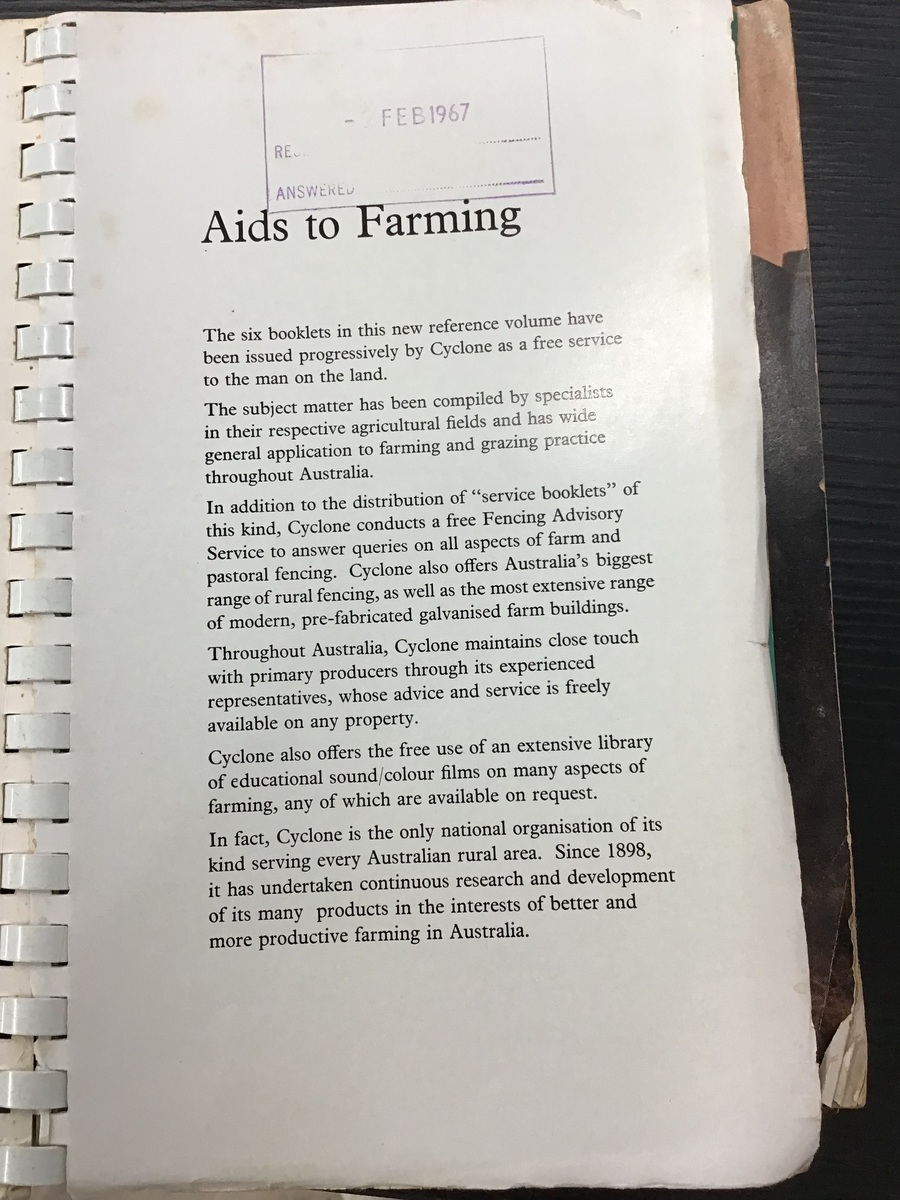 - FEB 1967
ANSWERED
Aids to Farming
The six booklets in this new reference volume have
been issued progressively by Cyclone as a free service
to the man on the land.
The subject matter has been compiled by specialists
in their respective agricultural fields and has wide
general application to farming and grazing practice
throughout Australia.
In addition to the distribution of “service booklets” of
this kind, Cyclone conducts a free Fencing Advisory
Service to answer queries on all aspects of farm and
pastoral fencing. Cyclone also offers Australia’s biggest
range of rural fencing, as well as the most extensive range
of modern, pre-fabricated galvanised farm buildings.
Throughout Australia, Cyclone maintains close touch
with primary producers through its experienced
representatives, whose advice and service is freely
available on any property.
Cyclone also offers the free use of an extensive library
of educational sound/colour films on many aspects of
farming, any of which are available on request.
In fact, Cyclone is the only national organisation of its
kind serving every Australian rural area. Since 1898,
it has undertaken continuous research and development
of its many products in the interests of better and
more productive farming in Australia.